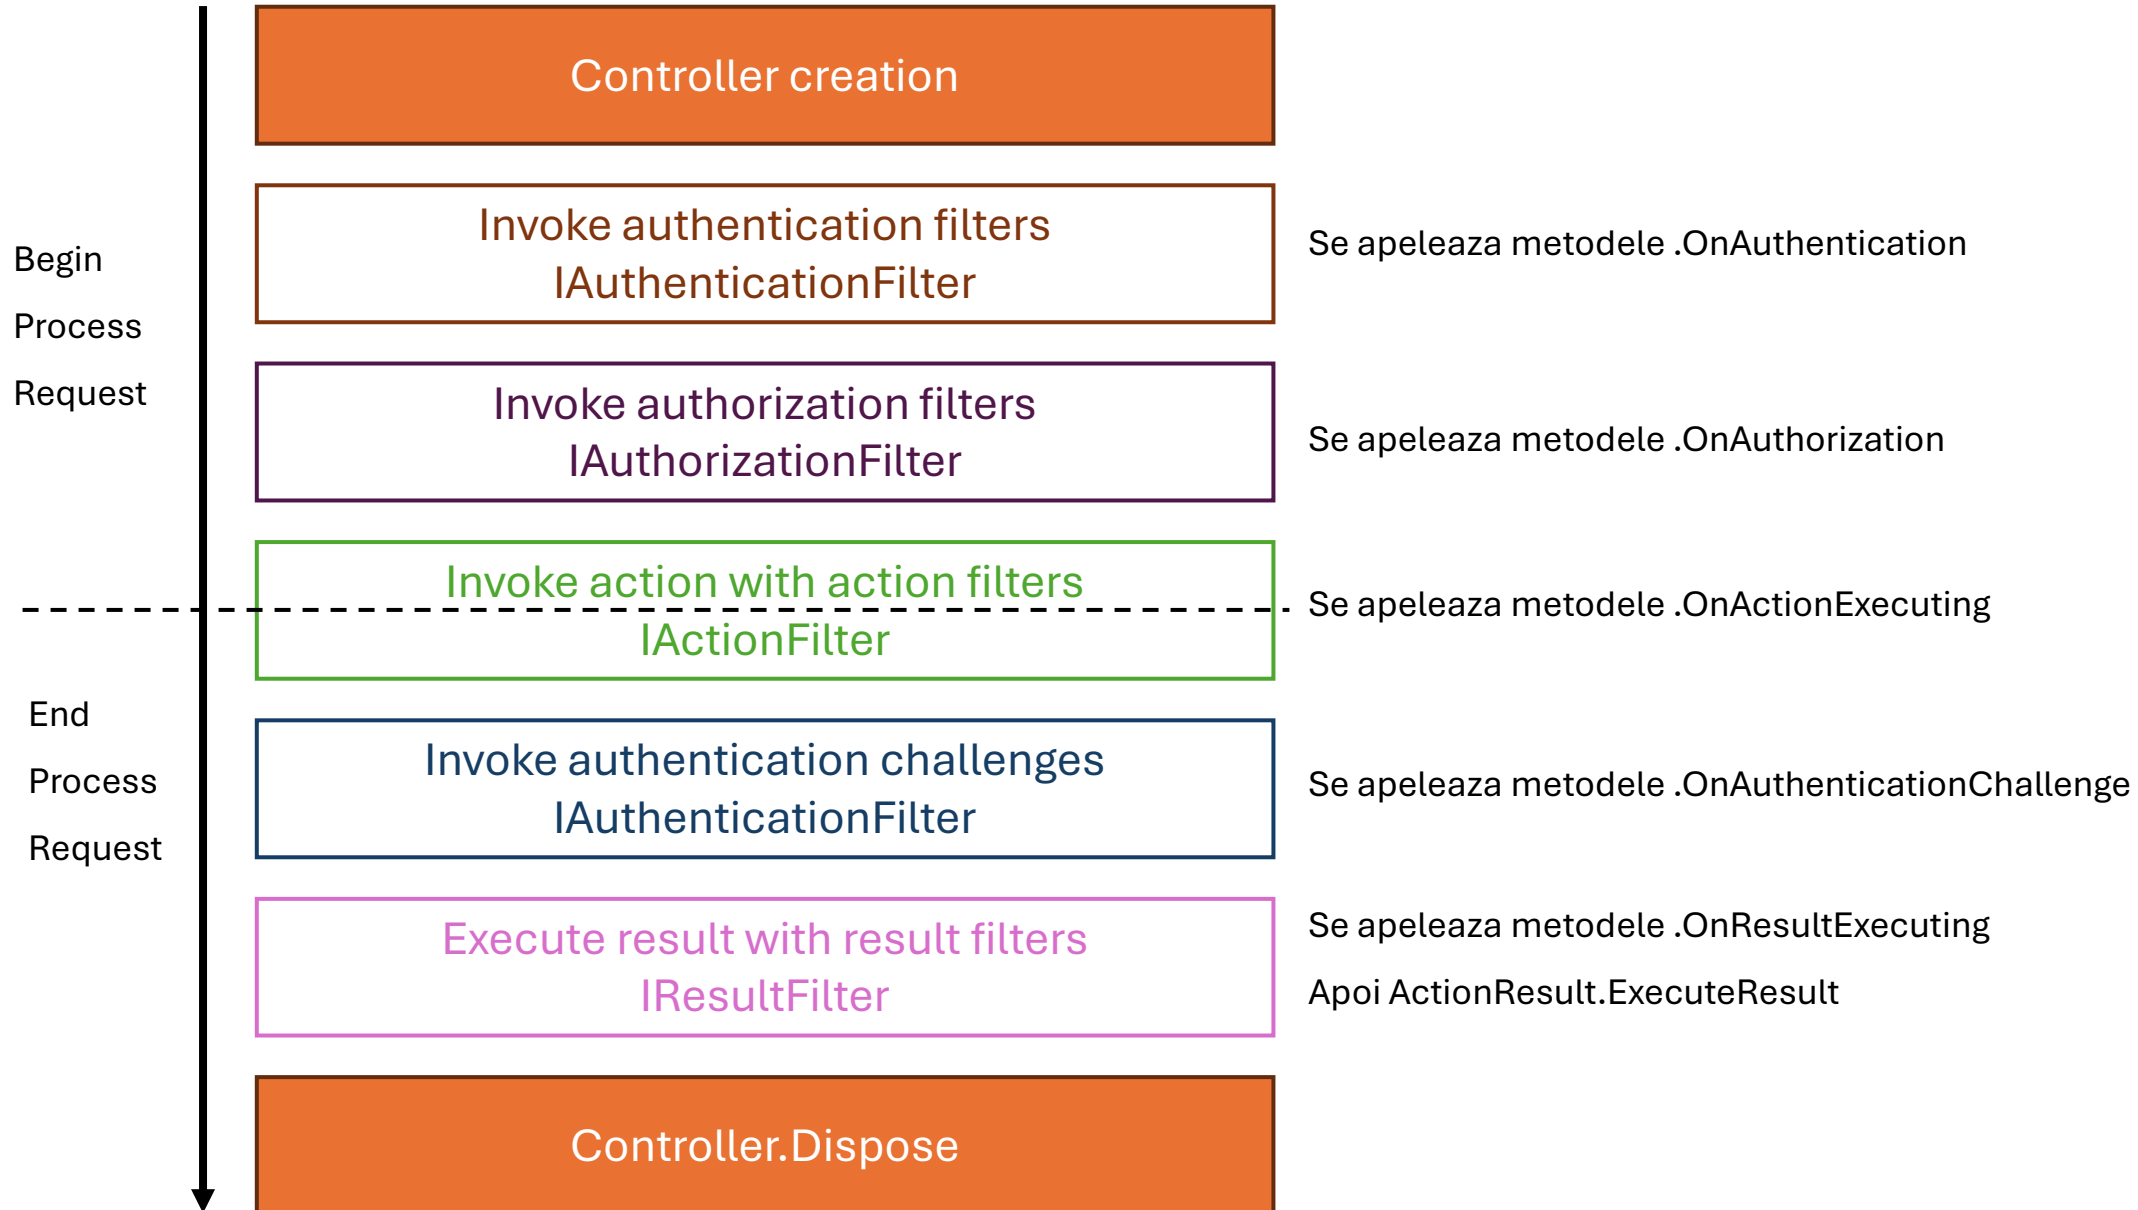 Controller creation
Begin
Process
Request
Invoke authentication filters
IAuthenticationFilter
Se apeleaza metodele .OnAuthentication
Invoke authorization filters
IAuthorizationFilter
Se apeleaza metodele .OnAuthorization
Invoke action with action filters
IActionFilter
Se apeleaza metodele .OnActionExecuting
End
Process
Request
Invoke authentication challenges
IAuthenticationFilter
Se apeleaza metodele .OnAuthenticationChallenge
Execute result with result filters
IResultFilter
Se apeleaza metodele .OnResultExecuting
Apoi ActionResult.ExecuteResult
Controller.Dispose